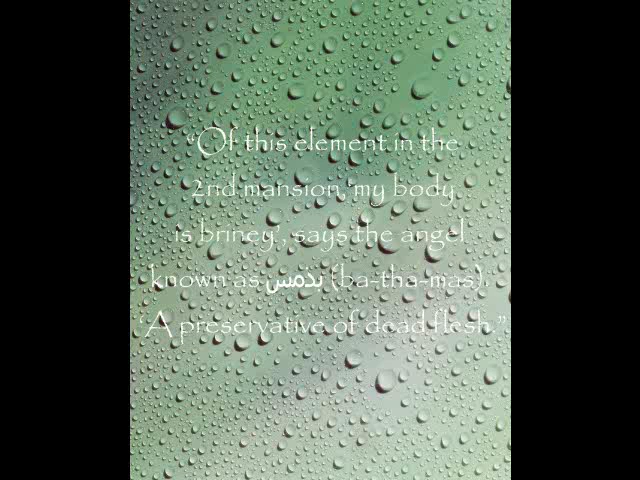 “Of this element in the
2nd mansion, my body
is briney’, says the angel
known as بذمس (ba-tha-mas).
‘A preservative of dead flesh.”